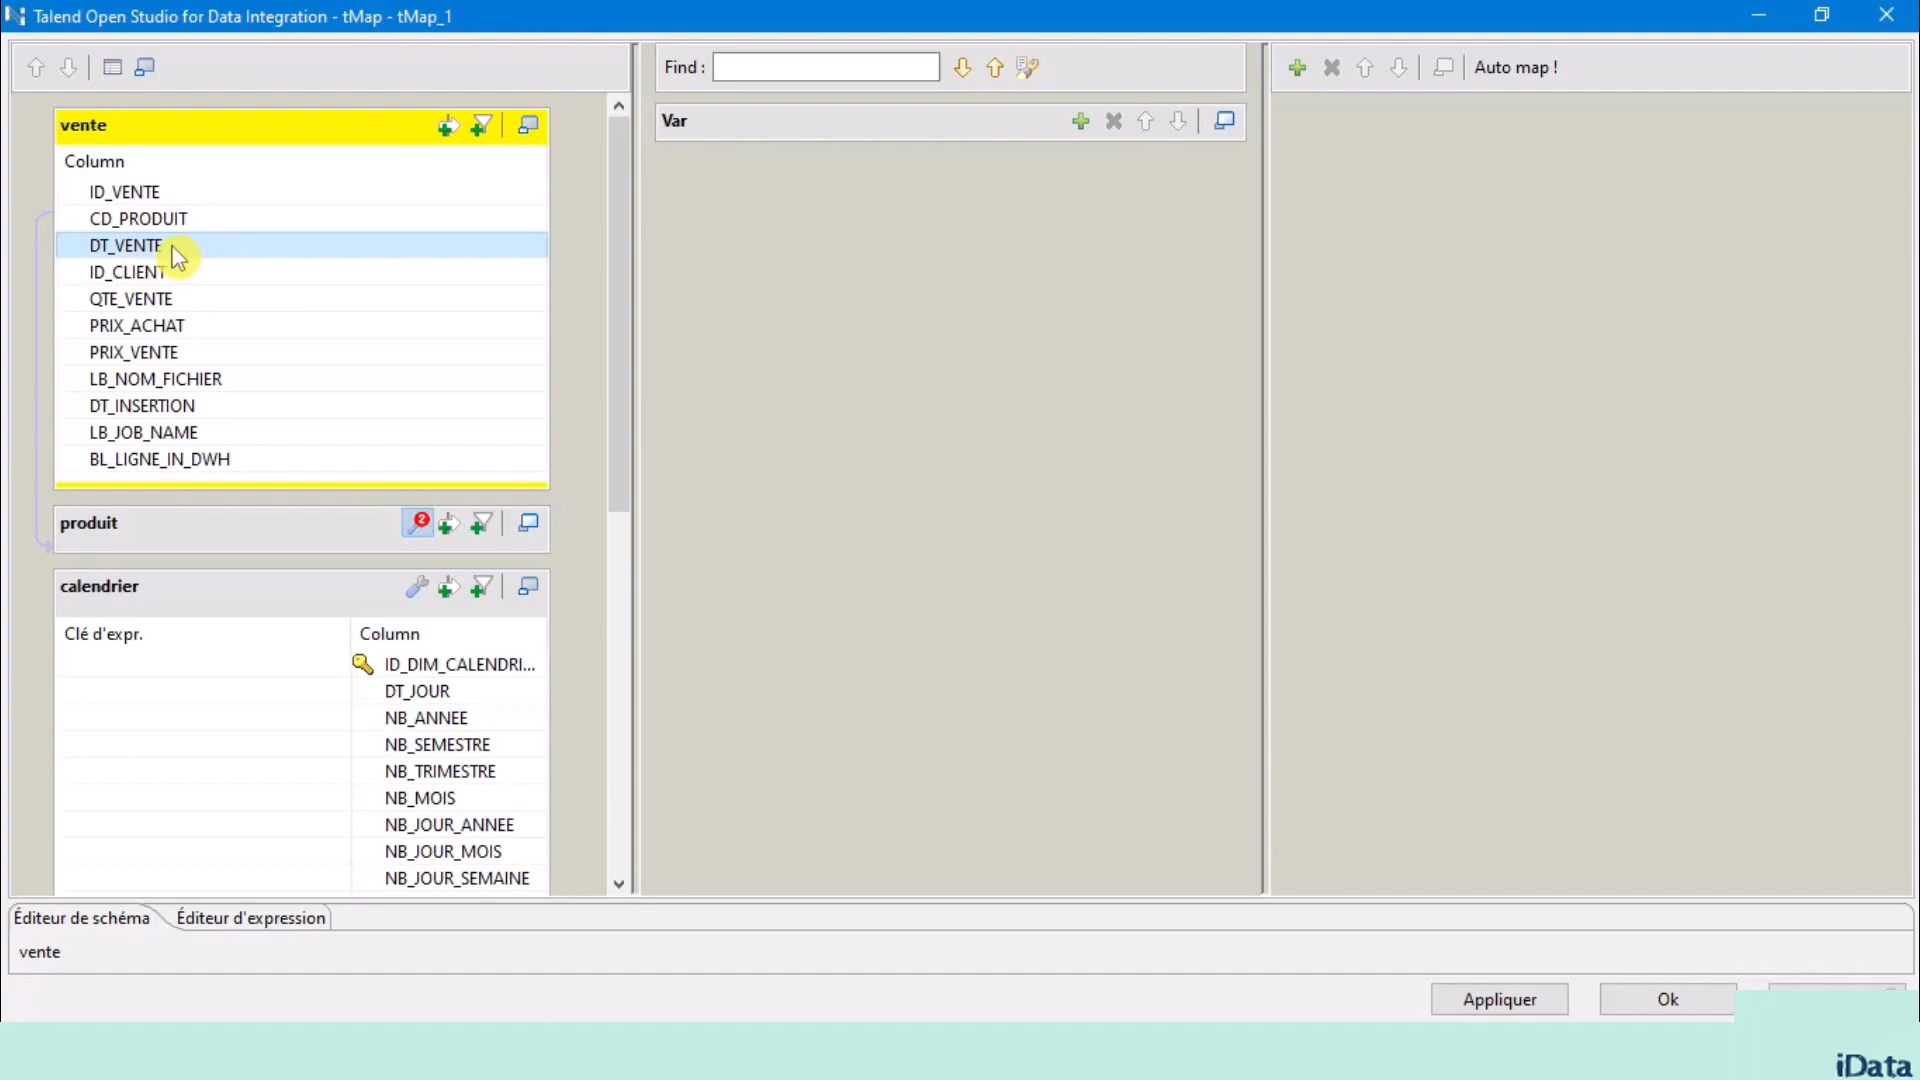 Talend Open Studio for Data Integration - tMap - tMap_1
Find :
Auto map !
vente
Var
Column
ID_VENTE
CD_PRODUIT
DT_VENTE
ID_CLIENT
QTE_VENTE
PRIX_ACHAT
PRIX_VENTE
LB_NOM_FICHIER
DT_INSERTION
LB_JOB_NAME
BL_LIGNE_IN_DWH
produit
2
calendrier
Clé d'expr.
Column
ID_DIM_CALENDRI...
DT_JOUR
NB_ANNEE
NB_SEMESTRE
NB_TRIMESTRE
NB_MOIS
NB_JOUR_ANNEE
NB_JOUR_MOIS
NB_JOUR_SEMAINE
Éditeur de schéma
Éditeur d'expression
vente
Appliquer
Ok
iData